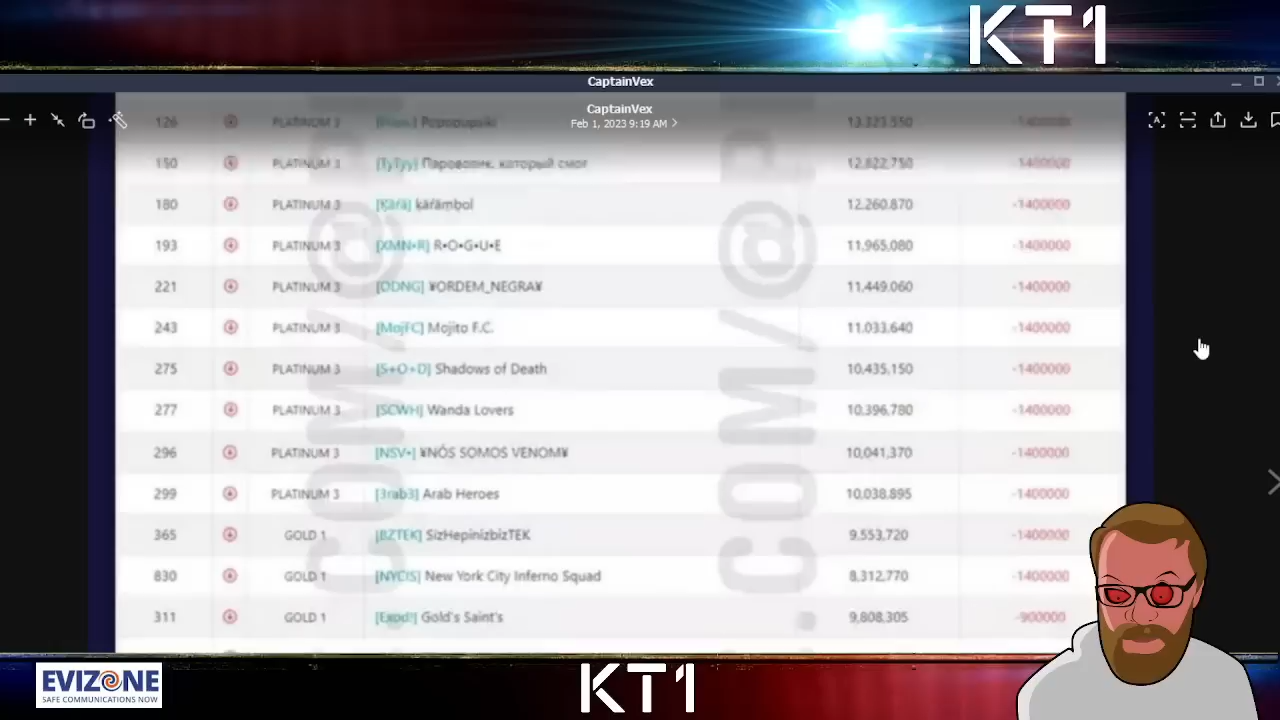 KT1
CaptainVex
CaptainVex
Feb 1, 2023 9:19 AM
126 PLATINUM 3 13,323,550 -1400000
150 PLATINUM 3 [TyTyy] Паровозик, который смог 12,822,750 -1400000
180 PLATINUM 3 12,260,870 -1400000
193 PLATINUM 3 [XMN•R] R•O•G•U•E 11,965,080 -1400000
221 PLATINUM 3 [ODNG] ¥ORDEM_NEGRA¥ 11,449,060 -1400000
243 PLATINUM 3 [MojFC] Mojito F.C. 11,033,640 -1400000
275 PLATINUM 3 [S+O+D] Shadows of Death 10,435,150 -1400000
277 PLATINUM 3 [SCWH] Wanda Lovers 10,396,780 -1400000
296 PLATINUM 3 [NSV•] ¥NÓS SOMOS VENOM¥ 10,041,370 -1400000
299 PLATINUM 3 [3rab3] Arab Heroes 10,038,895 -1400000
365 GOLD 1 [BZTEK] SizHepinizbizTEK 9,553,720 -1400000
830 GOLD 1 [NYCIS] New York City Inferno Squad 8,312,770 -1400000
311 GOLD 1 Gold's Saint's 9,808,305 -900000
.COM/@P
.COM/@P
EVIZONE
SAFE COMMUNICATIONS NOW
KT1